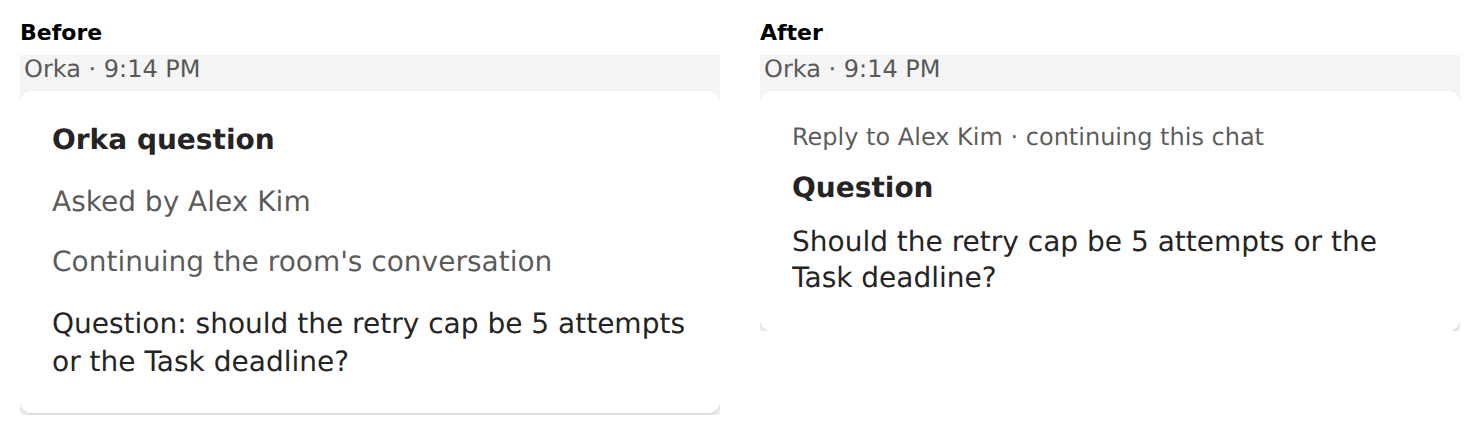 Before
Orka · 9:14 PM
Orka question
Asked by Alex Kim
Continuing the room's conversation
Question: should the retry cap be 5 attempts
or the Task deadline?
After
Orka · 9:14 PM
Reply to Alex Kim · continuing this chat
Question
Should the retry cap be 5 attempts or the
Task deadline?